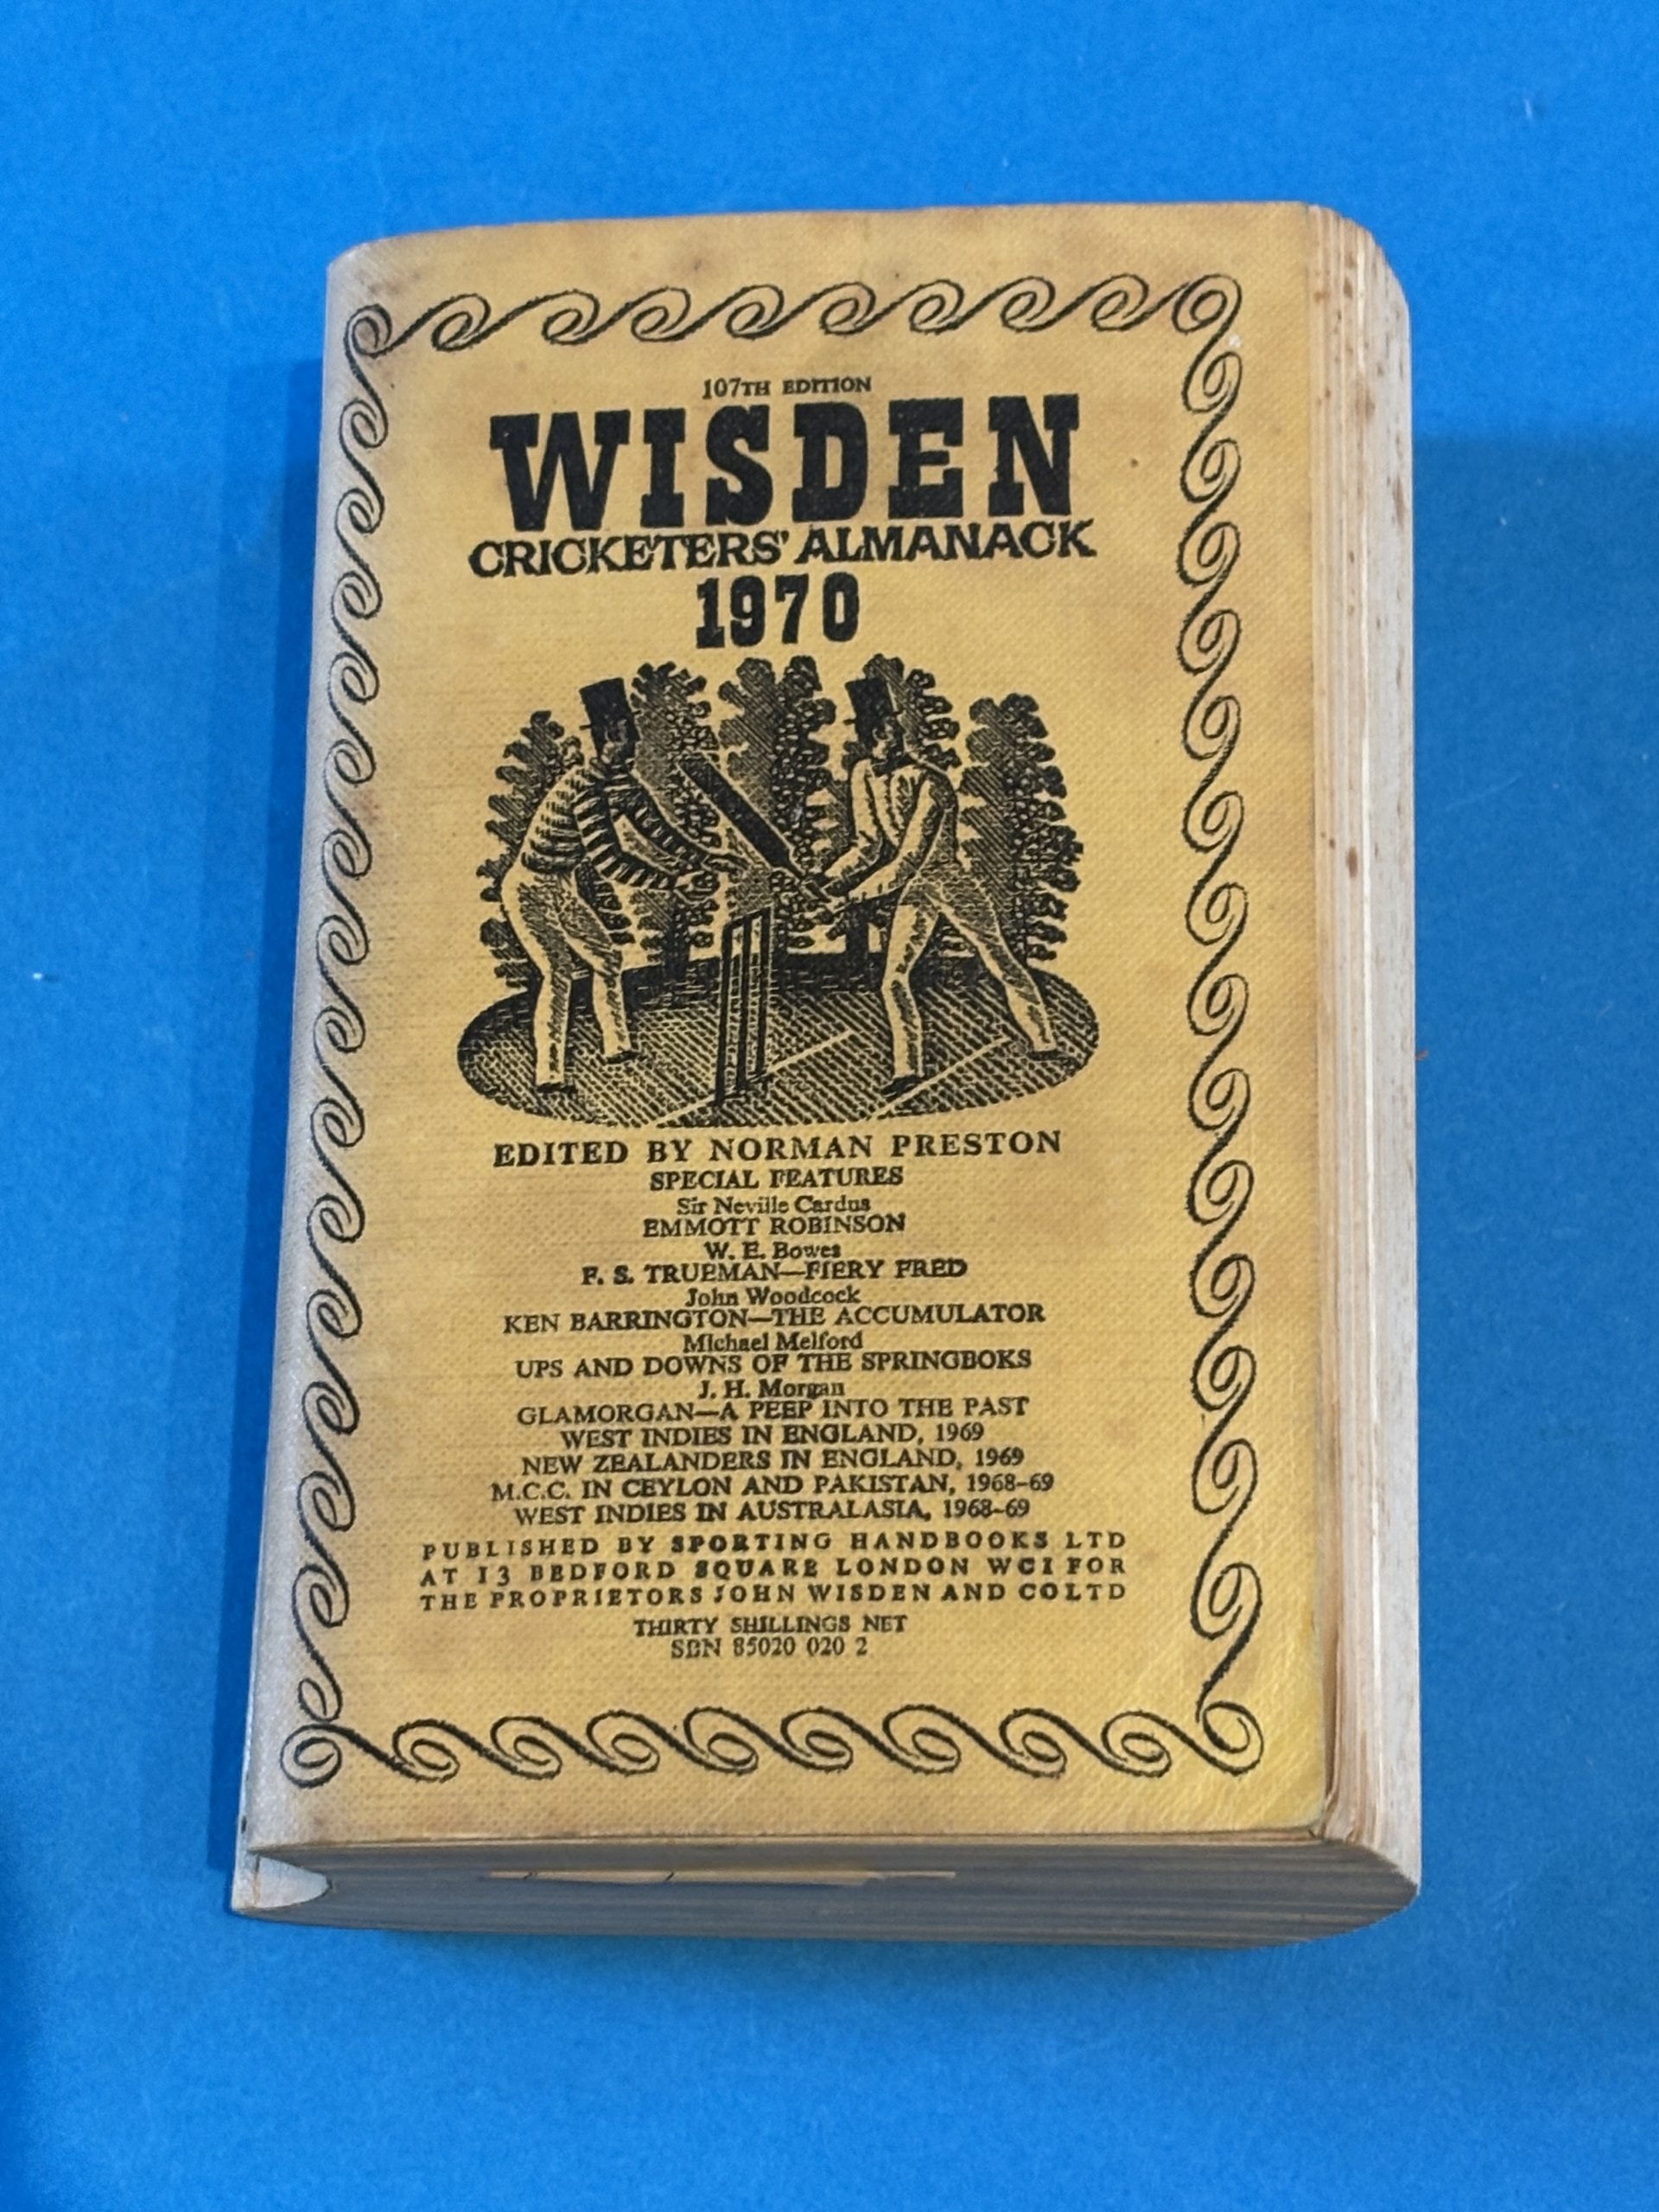 107TH EDITION
WISDEN
CRICKETERS' ALMANACK
1970
EDITED BY NORMAN PRESTON
SPECIAL FEATURES
Sir Neville Cardus
EMMOTT ROBINSON
W. E. Bowes
F. S. TRUEMAN—FIERY FRED
John Woodcock
KEN BARRINGTON—THE ACCUMULATOR
Michael Melford
UPS AND DOWNS OF THE SPRINGBOKS
J. H. Morgan
GLAMORGAN—A PEEP INTO THE PAST
WEST INDIES IN ENGLAND, 1969
NEW ZEALANDERS IN ENGLAND, 1969
M.C.C. IN CEYLON AND PAKISTAN, 1968-69
WEST INDIES IN AUSTRALASIA, 1968-69
PUBLISHED BY SPORTING HANDBOOKS LTD
AT 13 BEDFORD SQUARE LONDON WC1 FOR
THE PROPRIETORS JOHN WISDEN AND CO LTD
THIRTY SHILLINGS NET
SBN 85020 020 2